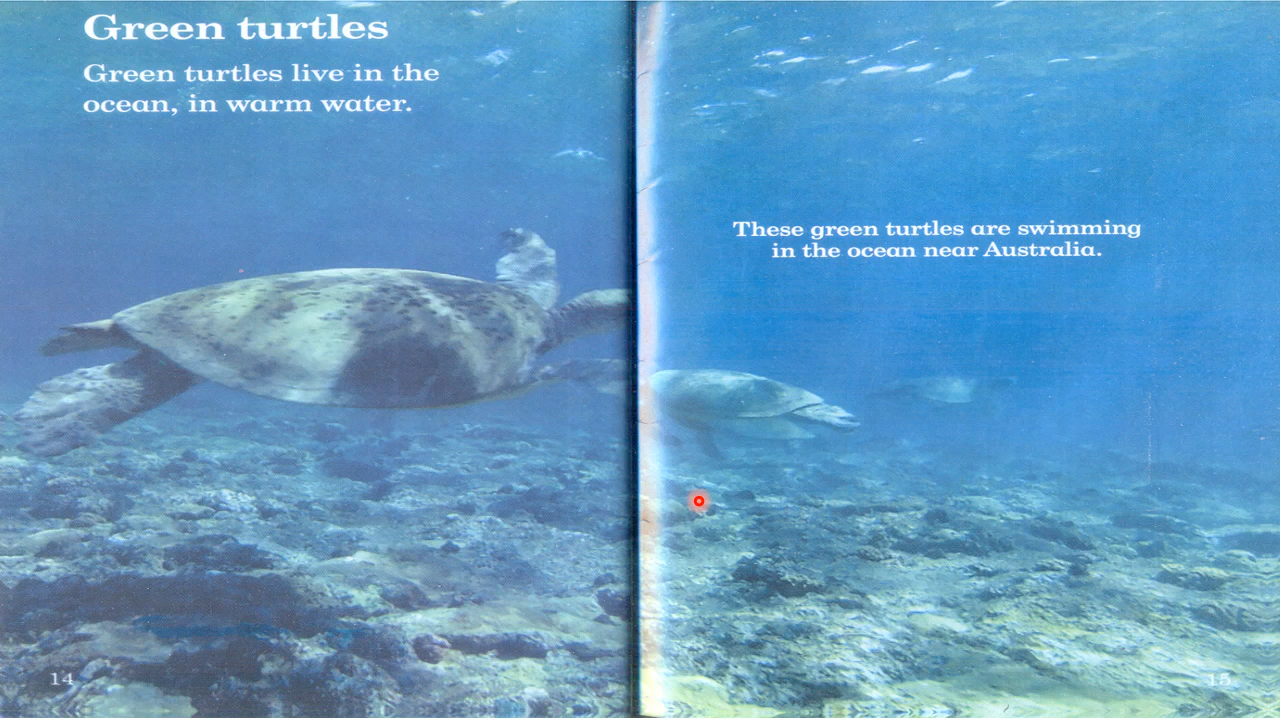 Green turtles
Green turtles live in the
ocean, in warm water.
These green turtles are swimming
in the ocean near Australia.
14
15